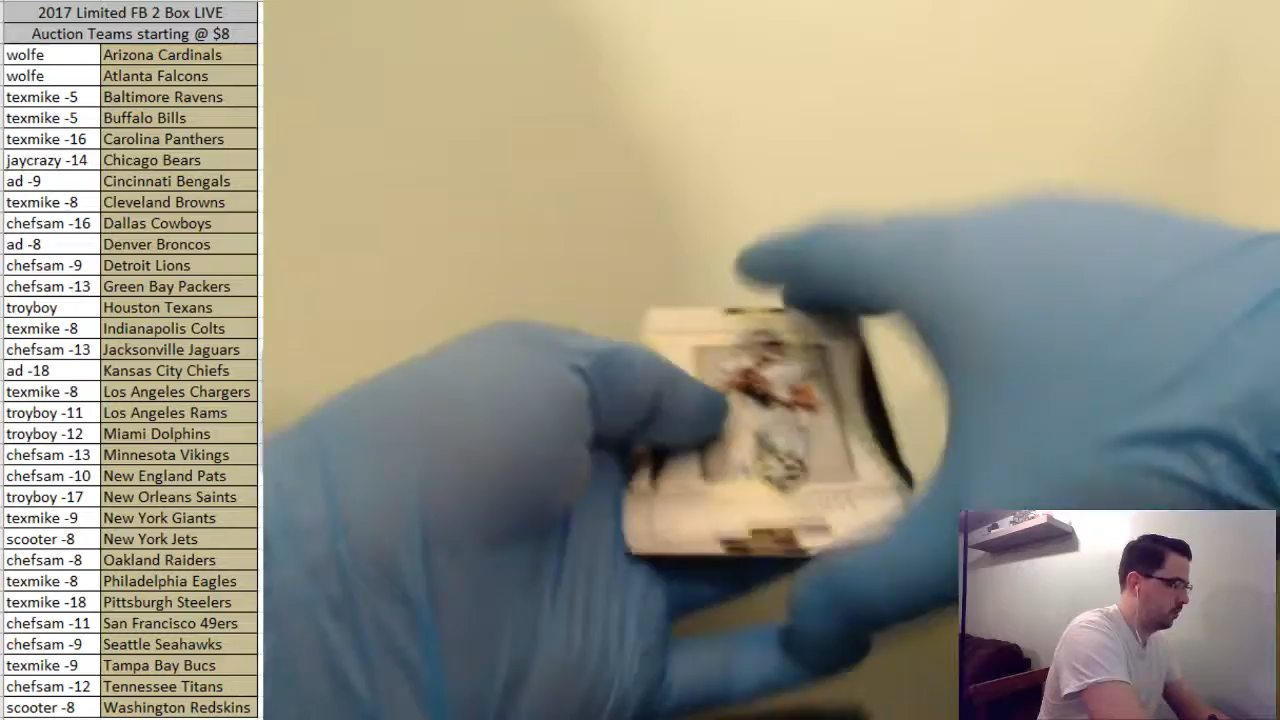 2017 Limited FB 2 Box LIVE
Auction Teams starting @ $8
wolfe Arizona Cardinals
wolfe Atlanta Falcons
texmike -5 Baltimore Ravens
texmike -5 Buffalo Bills
texmike -16 Carolina Panthers
jaycrazy -14 Chicago Bears
ad -9 Cincinnati Bengals
texmike -8 Cleveland Browns
chefsam -16 Dallas Cowboys
ad -8 Denver Broncos
chefsam -9 Detroit Lions
chefsam -13 Green Bay Packers
troyboy Houston Texans
texmike -8 Indianapolis Colts
chefsam -13 Jacksonville Jaguars
ad -18 Kansas City Chiefs
texmike -8 Los Angeles Chargers
troyboy -11 Los Angeles Rams
troyboy -12 Miami Dolphins
chefsam -13 Minnesota Vikings
chefsam -10 New England Pats
troyboy -17 New Orleans Saints
texmike -9 New York Giants
scooter -8 New York Jets
chefsam -8 Oakland Raiders
texmike -8 Philadelphia Eagles
texmike -18 Pittsburgh Steelers
chefsam -11 San Francisco 49ers
chefsam -9 Seattle Seahawks
texmike -9 Tampa Bay Bucs
chefsam -12 Tennessee Titans
scooter -8 Washington Redskins